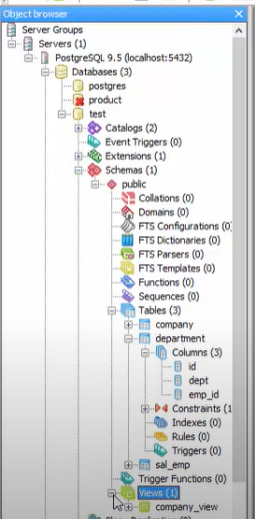 Object browser
Server Groups
Servers (1)
PostgreSQL 9.5 (localhost:5432)
Databases (3)
postgres
product
test
Catalogs (2)
Event Triggers (0)
Extensions (1)
Schemas (1)
public
Collations (0)
Domains (0)
FTS Configurations (0
FTS Dictionaries (0)
FTS Parsers (0)
FTS Templates (0)
Functions (0)
Sequences (0)
Tables (3)
company
department
Columns (3)
id
dept
emp_id
Constraints (1
Indexes (0)
Rules (0)
Triggers (0)
sal_emp
Trigger Functions (0)
Views (1)
company_view